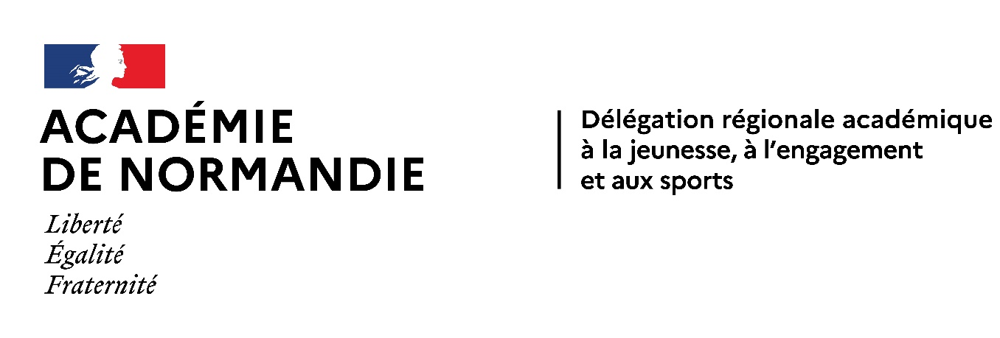 ACADÉMIE
DE NORMANDIE
Liberté
Égalité
Fraternité
Délégation régionale académique
à la jeunesse, à l'engagement
et aux sports